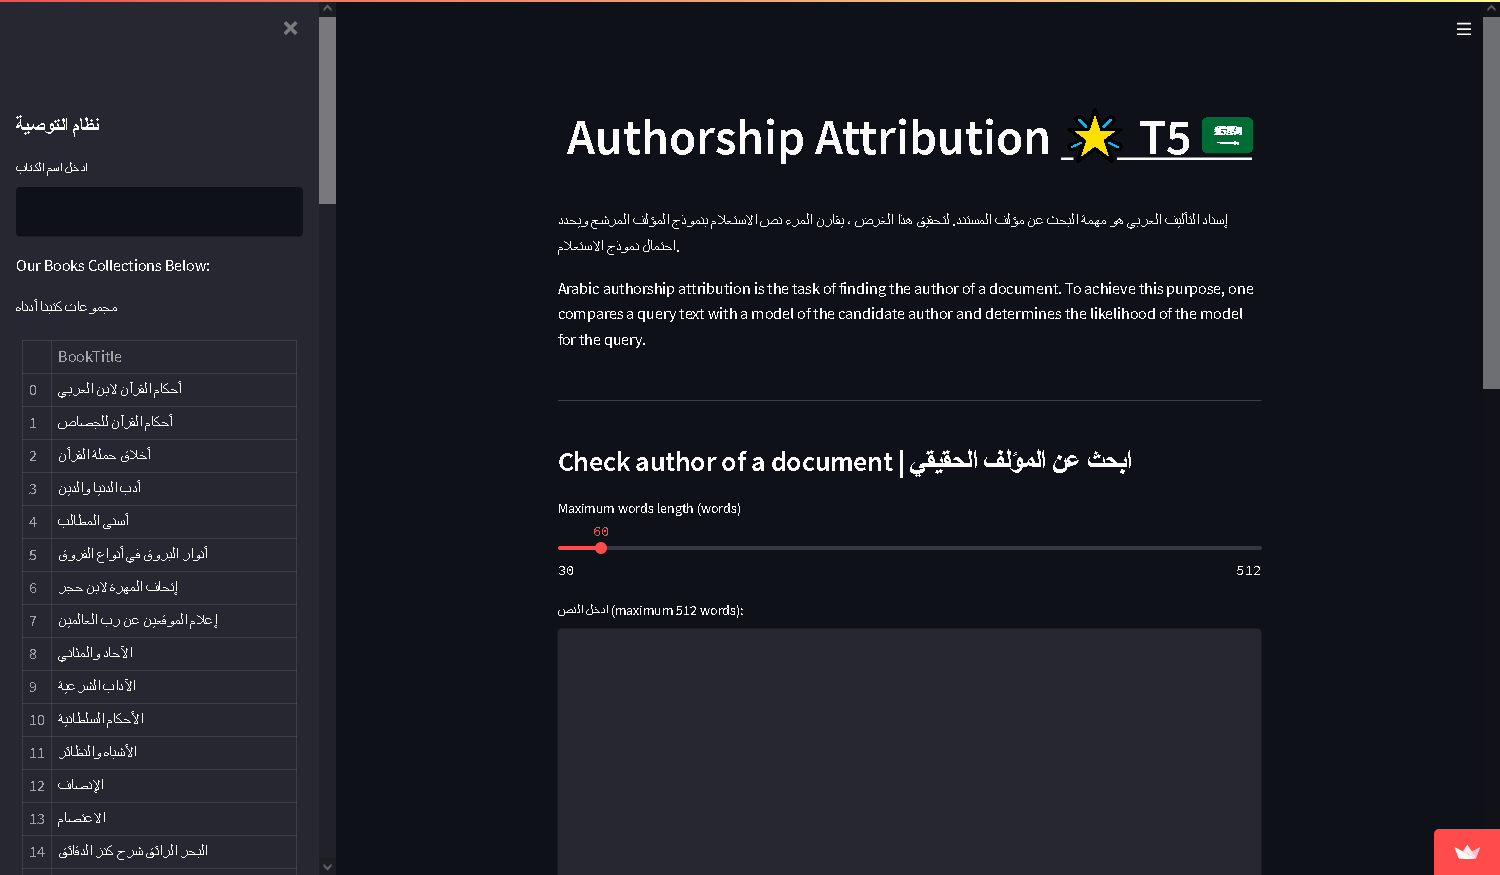 نظام التوصية
ادخل اسم الكتاب
Our Books Collections Below:
مجموعات كتبنا أدناه
BookTitle
0 أحكام القرآن لابن العربي
1 أحكام القرآن للجصاص
2 أخلاق حملة القرآن
3 أدب الدنيا والدين
4 أسنى المطالب
5 أنوار البروق في أنواع الفروق
6 إتحاف المهرة لابن حجر
7 إعلام الموقعين عن رب العالمين
8 الآحاد والمثاني
9 الآداب الشرعية
10 الأحكام السلطانية
11 الأشباه والنظائر
12 الإنصاف
13 الاعتصام
14 البحر الرائق شرح كنز الدقائق
Authorship Attribution 🌟 T5 🇸🇦
إسناد التأليف العربي هو مهمة البحث عن مؤلف المستند. لتحقيق هذا الغرض ، يقارن المرء نص الاستعلام بنموذج المؤلف المرشح ويحدد
احتمال نموذج الاستعلام.
Arabic authorship attribution is the task of finding the author of a document. To achieve this purpose, one
compares a query text with a model of the candidate author and determines the likelihood of the model
for the query.
Check author of a document | ابحث عن المؤلف الحقيقي
Maximum words length (words)
60
30 512
ادخل النص (maximum 512 words):